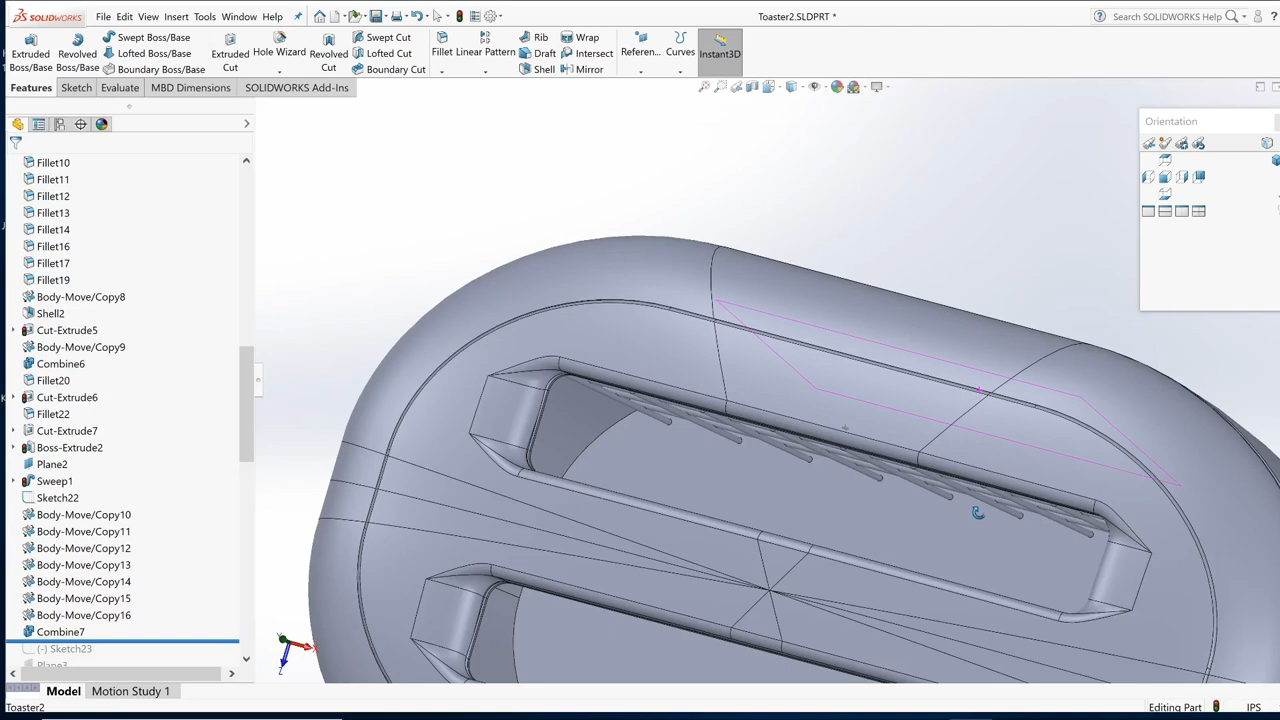 SOLIDWORKS File Edit View Insert Tools Window Help Toaster2.SLDPRT * Search SOLIDWORKS Help ?
Extruded Boss/Base
Revolved Boss/Base
Swept Boss/Base
Lofted Boss/Base
Boundary Boss/Base
Extruded Cut
Hole Wizard
Revolved Cut
Swept Cut
Lofted Cut
Boundary Cut
Fillet
Linear Pattern
Rib
Draft
Shell
Wrap
Intersect
Mirror
Referen...
Curves
Instant3D
Features Sketch Evaluate MBD Dimensions SOLIDWORKS Add-Ins
Orientation
Fillet10
Fillet11
Fillet12
Fillet13
Fillet14
Fillet16
Fillet17
Fillet19
Body-Move/Copy8
Shell2
Cut-Extrude5
Body-Move/Copy9
Combine6
Fillet20
Cut-Extrude6
Fillet22
Cut-Extrude7
Boss-Extrude2
Plane2
Sweep1
Sketch22
Body-Move/Copy10
Body-Move/Copy11
Body-Move/Copy12
Body-Move/Copy13
Body-Move/Copy14
Body-Move/Copy15
Body-Move/Copy16
Combine7
(-) Sketch23
Plane3
Model Motion Study 1
Toaster2 Editing Part IPS